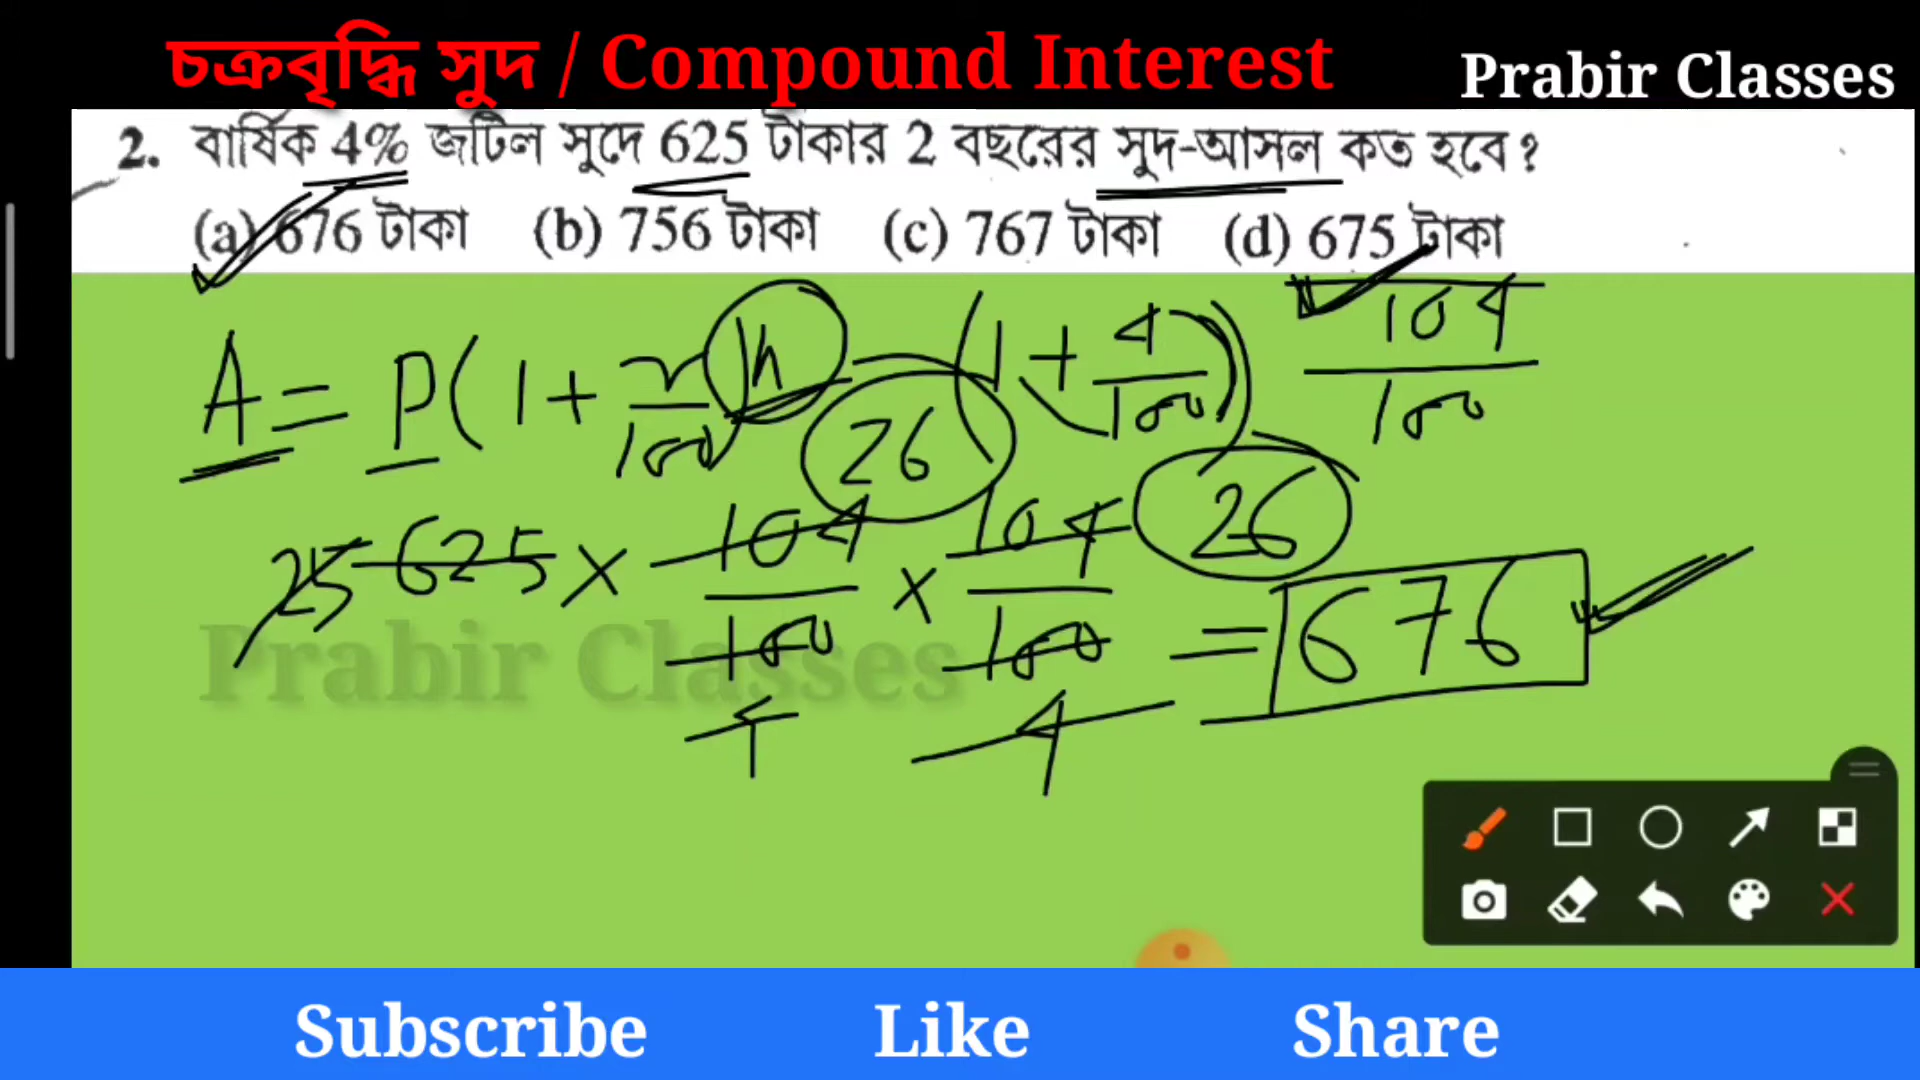 চক্রবৃদ্ধি সুদ / Compound Interest
Prabir Classes
2. বার্ষিক 4% জটিল সুদে 625 টাকার 2 বছরের সুদ-আসল কত হবে ?
(a) 676 টাকা (b) 756 টাকা (c) 767 টাকা (d) 675 টাকা
A = P(1 + r/100)n (1 + 4/100) 104/100
26 26
25 625 × 104/100 × 104/100 = 676
4 4
Prabir Classes
Subscribe Like Share